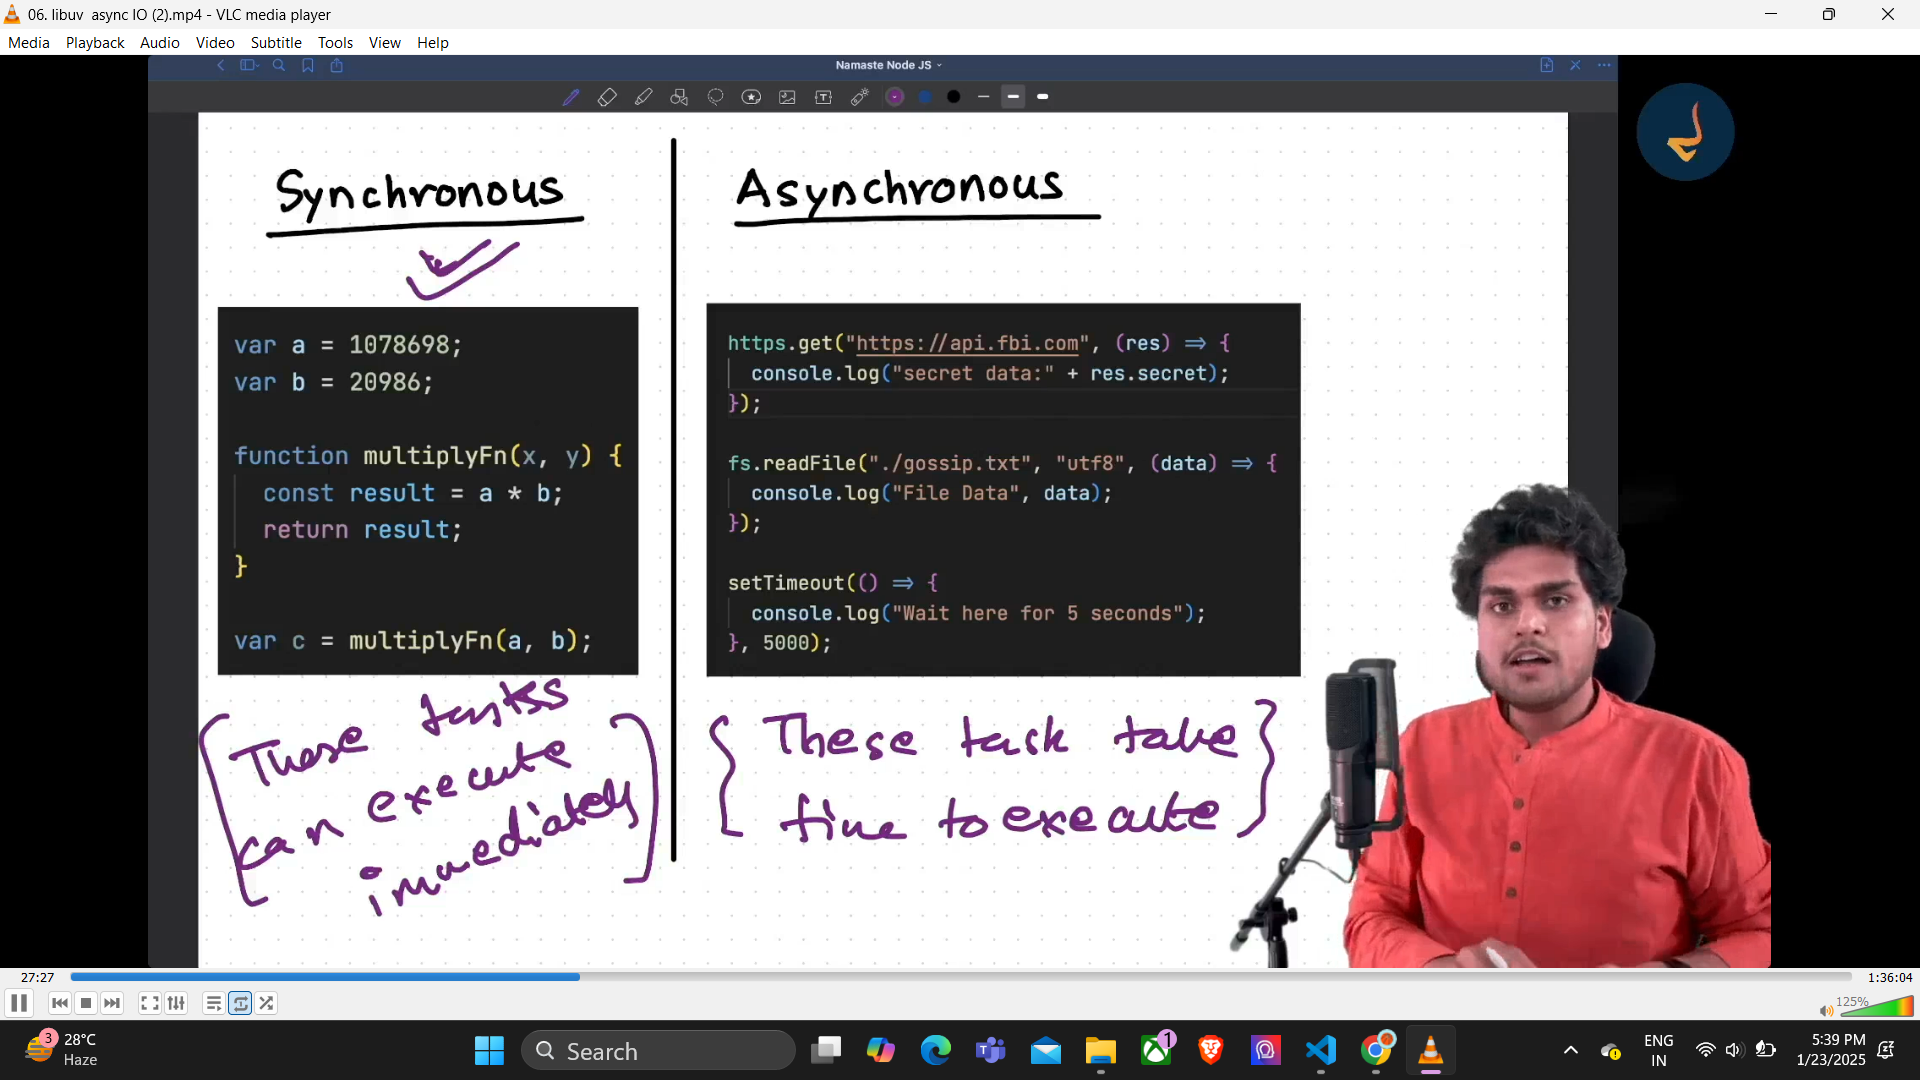 06. libuv  async IO (2).mp4 - VLC media player
Media Playback Audio Video Subtitle Tools View Help
Namaste Node JS
Synchronous
var a = 1078698;
var b = 20986;
function multiplyFn(x, y) {
const result = a * b;
return result;
}
var c = multiplyFn(a, b);
These tasks
can execute
immediately
Asynchronous
https.get("https://api.fbi.com", (res) => {
console.log("secret data:" + res.secret);
});
fs.readFile("./gossip.txt", "utf8", (data) => {
console.log("File Data", data);
});
setTimeout(() => {
console.log("Wait here for 5 seconds");
}, 5000);
These task take
time to execute
27:27
1:36:04
125%
3
28°C
Haze
Search
1
ENG
IN
5:39 PM
1/23/2025